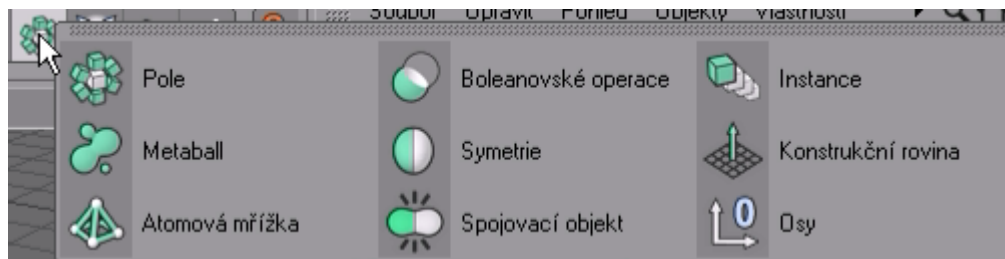 Soubor Upravit Pohled Objekty Vlastnosti
Pole Boleanovské operace Instance
Metaball Symetrie Konstrukční rovina
Atomová mřížka Spojovací objekt Osy